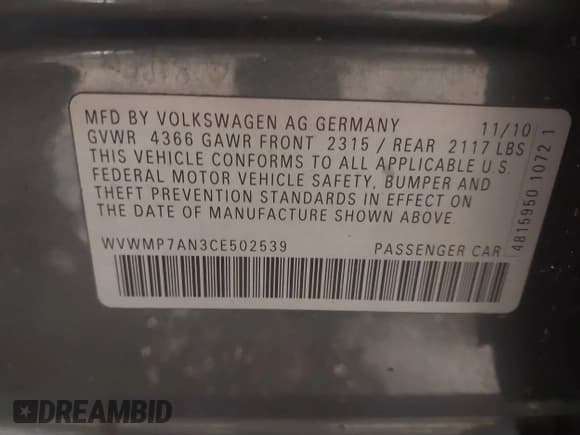 MFD BY VOLKSWAGEN AG GERMANY 11/10
GVWR 4366 GAWR FRONT 2315 / REAR 2117 LBS
THIS VEHICLE CONFORMS TO ALL APPLICABLE U.S.
FEDERAL MOTOR VEHICLE SAFETY, BUMPER AND
THEFT PREVENTION STANDARDS IN EFFECT ON
THE DATE OF MANUFACTURE SHOWN ABOVE.
WVWMP7AN3CE502539 PASSENGER CAR
4815950 1072 1
DREAMBID